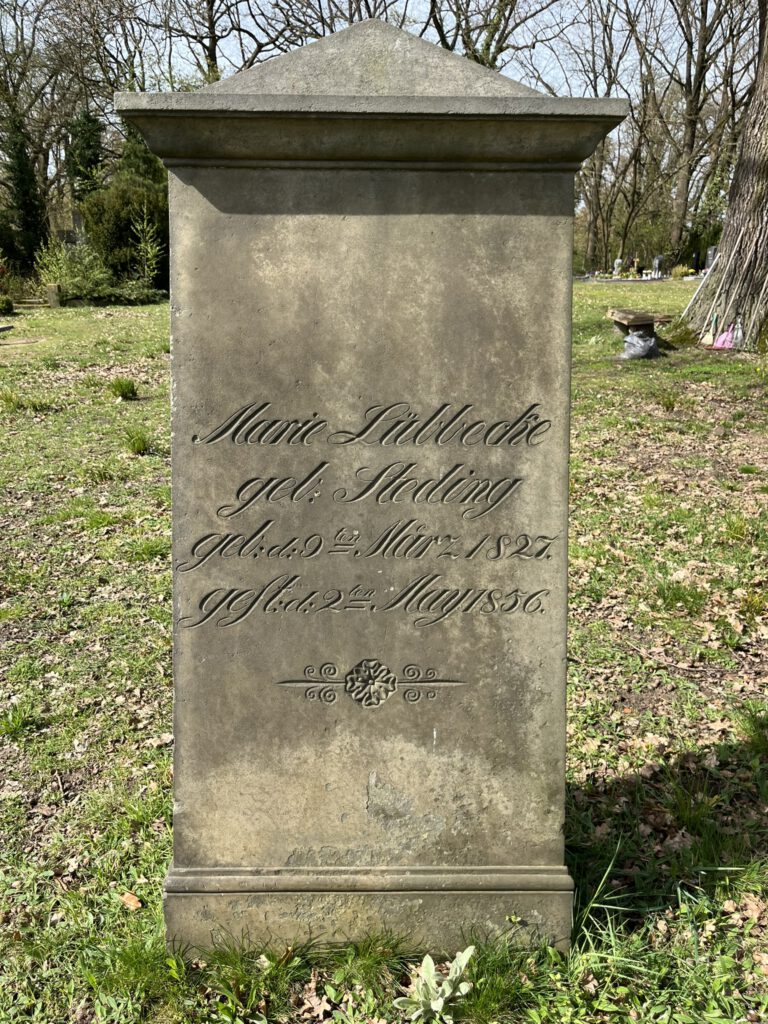 Marie Lübbecke
geb: Steding
geb: d: 9ten März 1827.
gest: d: 2ten May 1856.